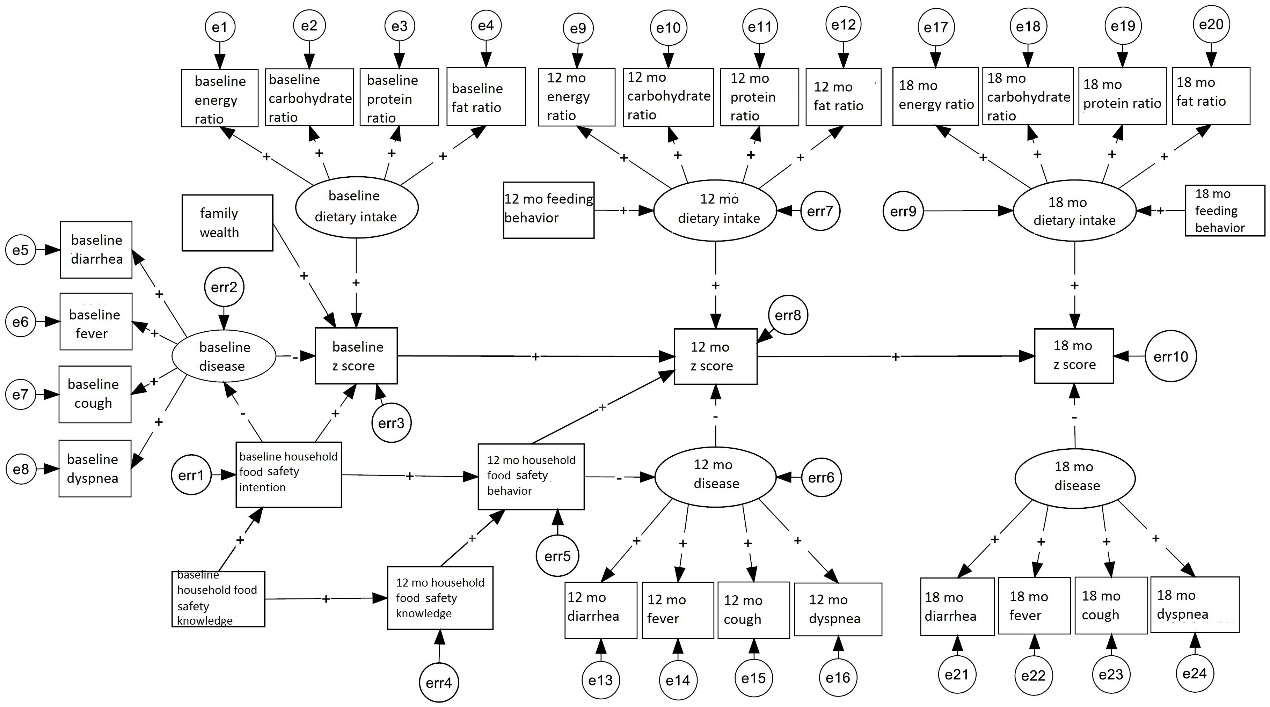 e1
e2
e3
e4
e9
e10
e11
e12
e17
e18
e19
e20
baseline
energy
ratio
baseline
carbohydrate
ratio
baseline
protein
ratio
baseline
fat ratio
12 mo
energy
ratio
12 mo
carbohydrate
ratio
12 mo
protein
ratio
12 mo
fat ratio
18 mo
energy ratio
18 mo
carbohydrate
ratio
18 mo
protein ratio
18 mo
fat ratio
+
+
+
+
+
+
+
+
+
+
+
+
family
wealth
baseline
dietary intake
12 mo feeding
behavior
+
12 mo
dietary intake
err7
err9
18 mo
dietary intake
+
18 mo
feeding
behavior
e5
baseline
diarrhea
+
+
+
+
+
err2
e6
baseline
fever
+
err8
baseline
disease
-
baseline
z score
+
12 mo
z score
+
18 mo
z score
err10
e7
baseline
cough
+
+
-
+
err3
+
-
-
e8
baseline
dyspnea
err1
baseline household
food safety
intention
+
12 mo household
food safety
behavior
-
12 mo
disease
err6
18 mo
disease
+
+
err5
+
+
+
+
+
+
+
+
baseline
household food
safety
knowledge
+
12 mo household
food safety
knowledge
12 mo
diarrhea
12 mo
fever
12 mo
cough
12 mo
dyspnea
18 mo
diarrhea
18 mo
fever
18 mo
cough
18 mo
dyspnea
err4
e13
e14
e15
e16
e21
e22
e23
e24